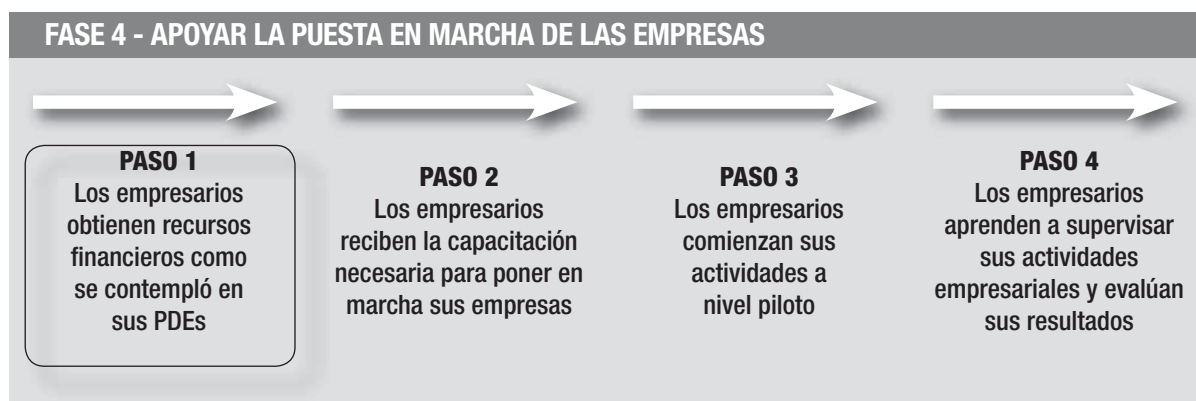 FASE 4 - APOYAR LA PUESTA EN MARCHA DE LAS EMPRESAS
PASO 1
Los empresarios
obtienen recursos
financieros como
se contempló en
sus PDEs
PASO 2
Los empresarios
reciben la capacitación
necesaria para poner en
marcha sus empresas
PASO 3
Los empresarios
comienzan sus
actividades a
nivel piloto
PASO 4
Los empresarios
aprenden a supervisar
sus actividades
empresariales y evalúan
sus resultados